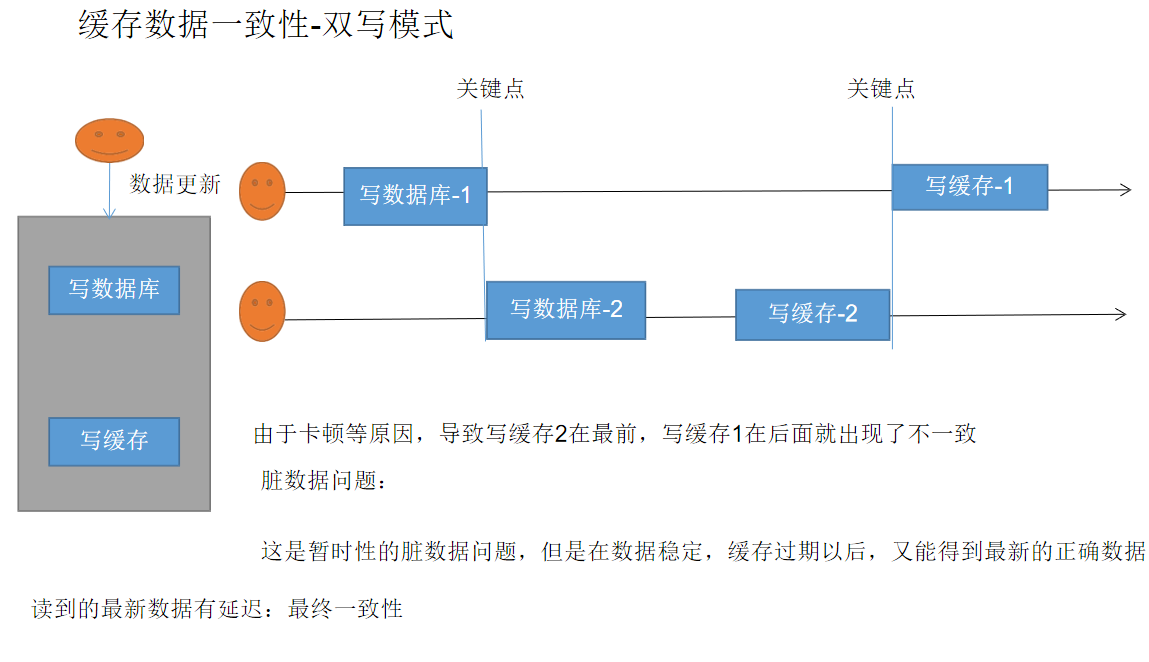 缓存数据一致性-双写模式
关键点
关键点
数据更新
写数据库-1
写缓存-1
写数据库
写数据库-2
写缓存-2
写缓存
由于卡顿等原因，导致写缓存2在最前，写缓存1在后面就出现了不一致
脏数据问题：
这是暂时性的脏数据问题，但是在数据稳定，缓存过期以后，又能得到最新的正确数据
读到的最新数据有延迟：最终一致性